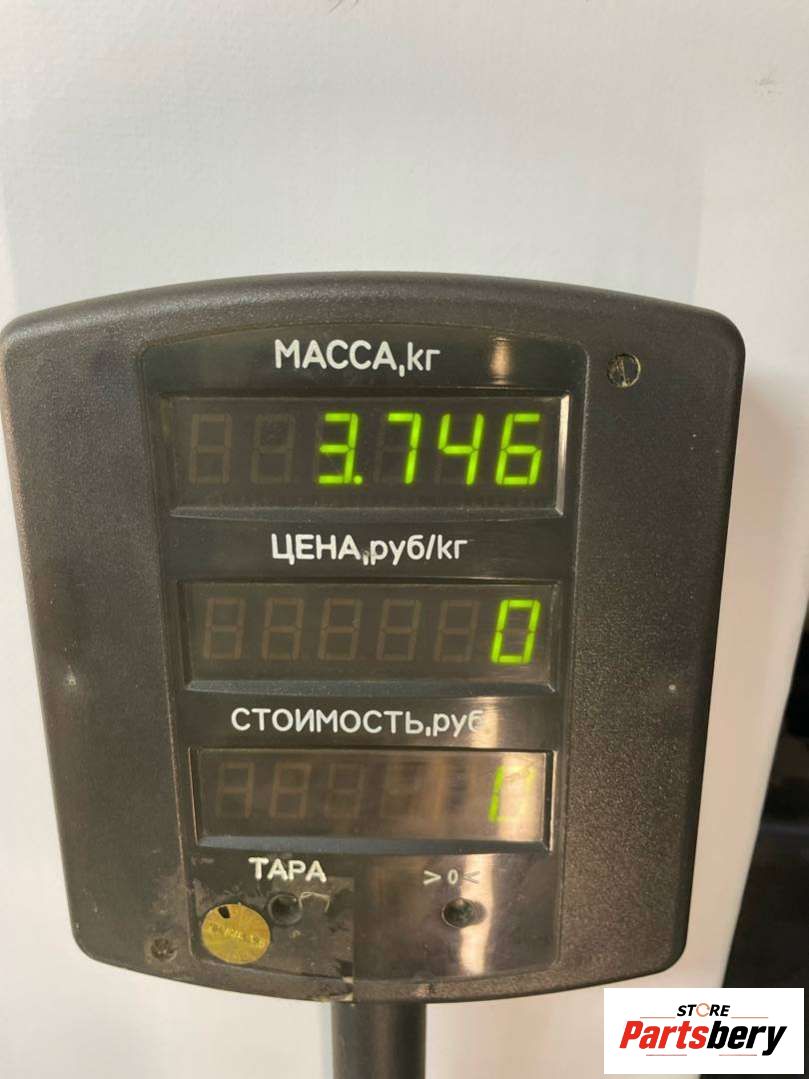 МАССА,кг
3.746
ЦЕНА,руб/кг
0
СТОИМОСТЬ,руб
0
ТАРА
>0<
STORE
Partsbery